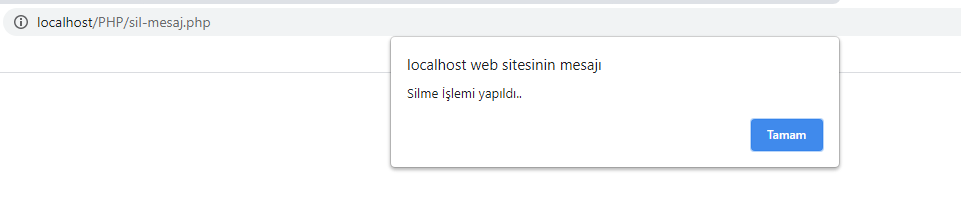 localhost/PHP/sil-mesaj.php
localhost web sitesinin mesajı
Silme İşlemi yapıldı..
Tamam